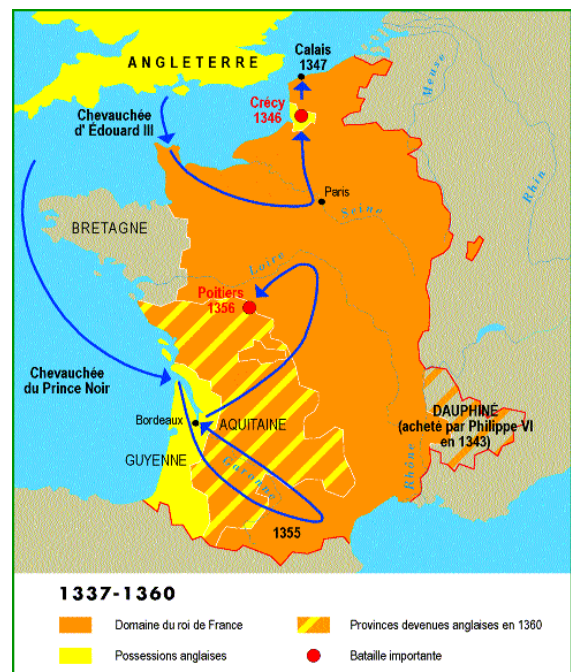 ANGLETERRE
Calais
1347
Crécy
1346
Chevauchée
d'Édouard III
Meuse
Rhin
Paris
Seine
BRETAGNE
Loire
Poitiers
1356
Chevauchée
du Prince Noir
DAUPHINÉ
(acheté par Philippe VI
en 1343)
Bordeaux
AQUITAINE
GUYENNE
Garonne
Rhône
1355
1337-1360
Domaine du roi de France
Provinces devenues anglaises en 1360
Possessions anglaises
Bataille importante